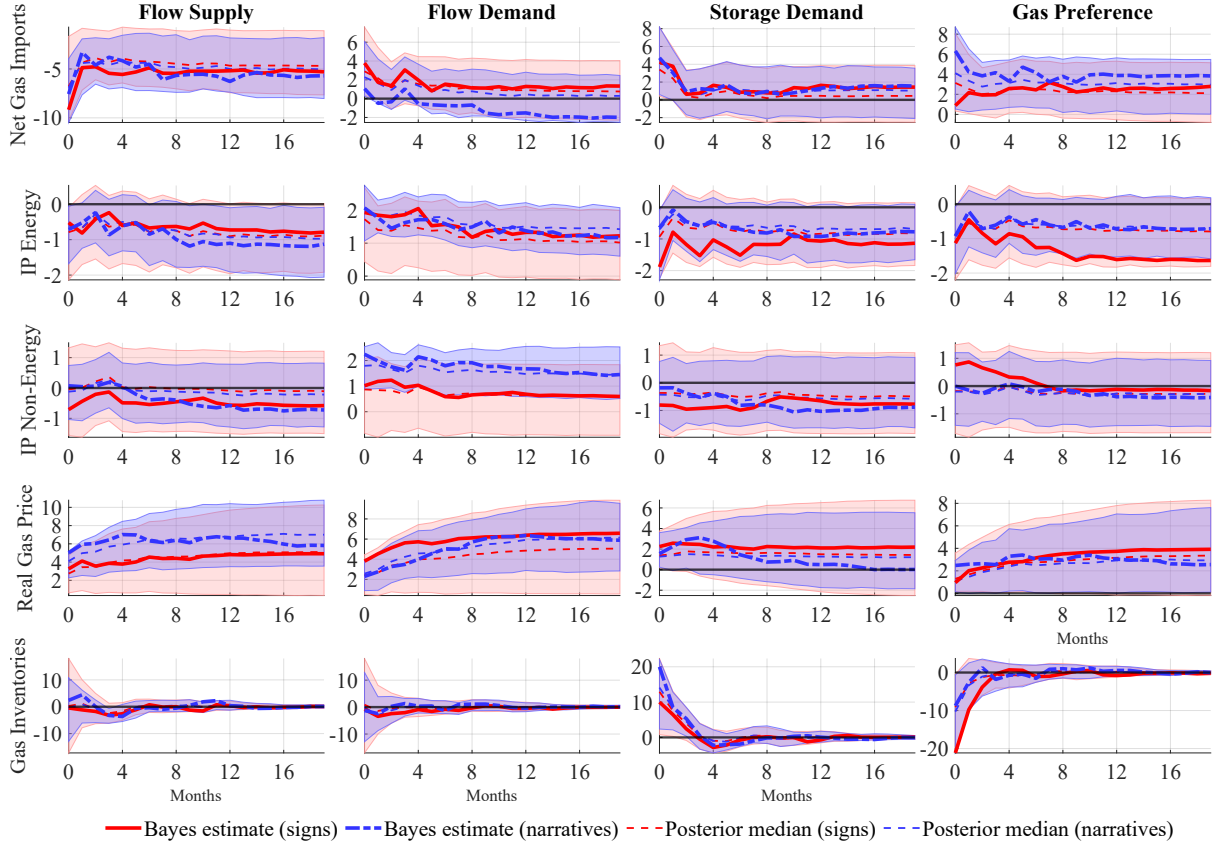 Flow Supply Flow Demand Storage Demand Gas Preference
Net Gas Imports
-5
-10
0 4 8 12 16
6
4
2
0
-2
0 4 8 12 16
8
6
4
2
0
-2
0 4 8 12 16
8
6
4
2
0
0 4 8 12 16
IP Energy
0
-1
-2
0 4 8 12 16
2
1
0
0 4 8 12 16
0
-1
-2
0 4 8 12 16
0
-1
-2
0 4 8 12 16
IP Non-Energy
1
0
-1
0 4 8 12 16
2
1
0
0 4 8 12 16
1
0
-1
0 4 8 12 16
1
0
-1
0 4 8 12 16
Real Gas Price
10
8
6
4
2
0 4 8 12 16
8
6
4
2
0 4 8 12 16
6
4
2
0
-2
0 4 8 12 16
8
6
4
2
0
0 4 8 12 16
Months
Gas Inventories
10
0
-10
0 4 8 12 16
Months
10
0
-10
0 4 8 12 16
20
10
0
0 4 8 12 16
Months
0
-10
-20
0 4 8 12 16
Bayes estimate (signs) Bayes estimate (narratives) Posterior median (signs) Posterior median (narratives)